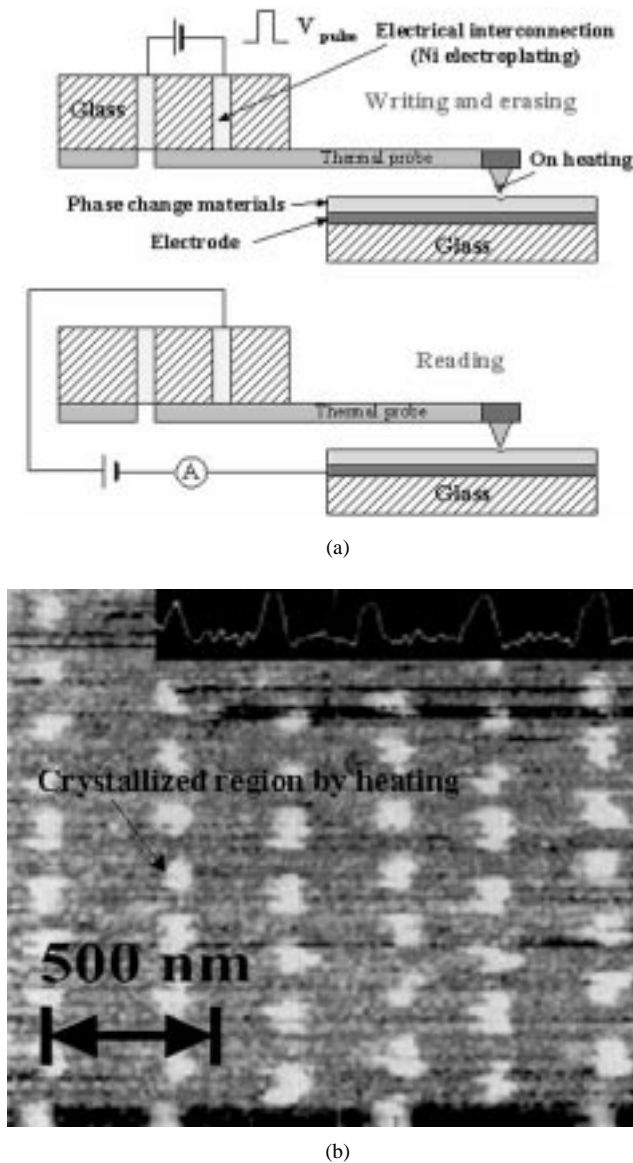 V pulse
Electrical interconnection
(Ni electroplating)
Glass
Writing and erasing
Thermal probe
On heating
Phase change materials
Electrode
Glass
Reading
Thermal probe
A
Glass
(a)
Crystallized region by heating
500 nm
(b)